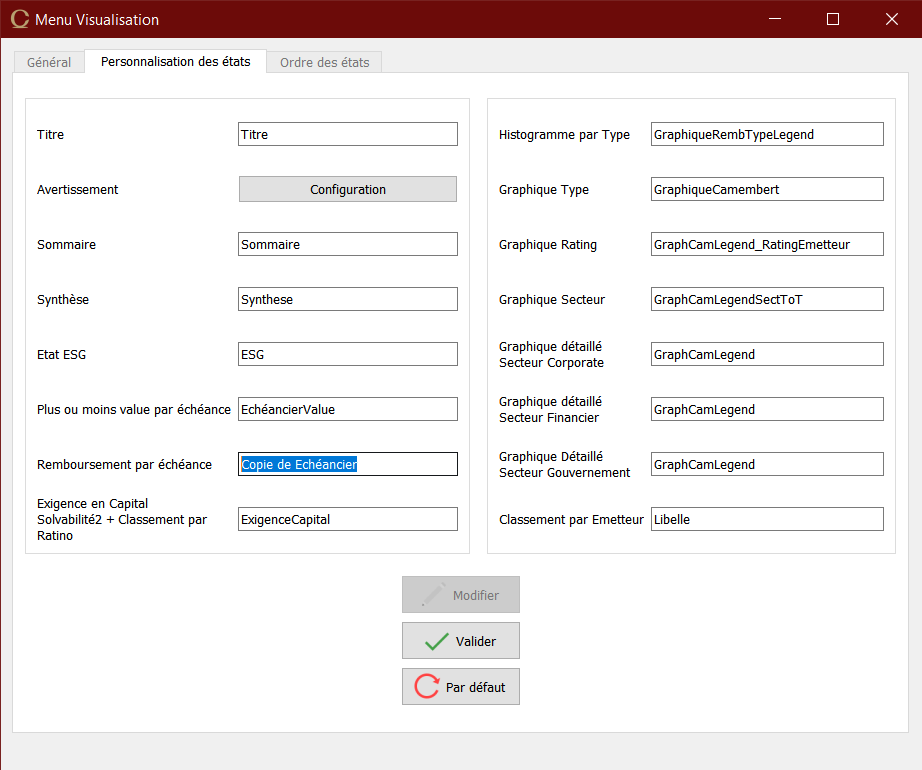 Menu Visualisation
Général
Personnalisation des états
Ordre des états
Titre
Titre
Avertissement
Configuration
Sommaire
Sommaire
Synthèse
Synthese
Etat ESG
ESG
Plus ou moins value par échéance
EchéancierValue
Remboursement par échéance
Copie de Echéancier
Exigence en Capital
Solvabilité2 + Classement par
Ratino
ExigenceCapital
Histogramme par Type
GraphiqueRembTypeLegend
Graphique Type
GraphiqueCamembert
Graphique Rating
GraphCamLegend_RatingEmetteur
Graphique Secteur
GraphCamLegendSectToT
Graphique détaillé
Secteur Corporate
GraphCamLegend
Graphique détaillé
Secteur Financier
GraphCamLegend
Graphique Détaillé
Secteur Gouvernement
GraphCamLegend
Classement par Emetteur
Libelle
Modifier
Valider
Par défaut